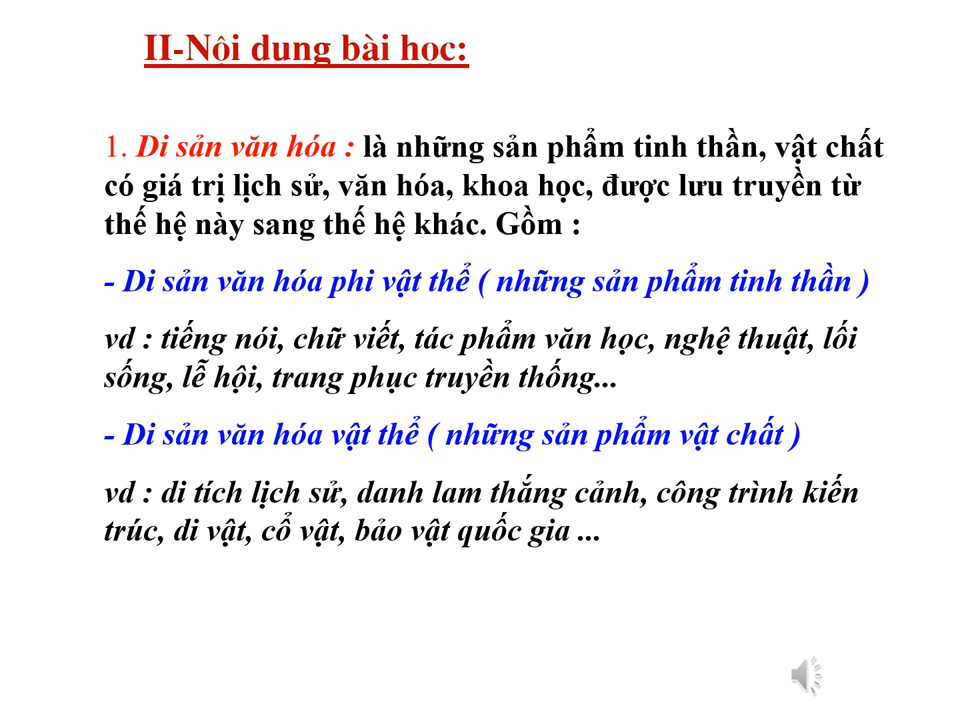 II-Nội dung bài học:
1. Di sản văn hóa : là những sản phẩm tinh thần, vật chất
có giá trị lịch sử, văn hóa, khoa học, được lưu truyền từ
thế hệ này sang thế hệ khác. Gồm :
- Di sản văn hóa phi vật thể ( những sản phẩm tinh thần )
vd : tiếng nói, chữ viết, tác phẩm văn học, nghệ thuật, lối
sống, lễ hội, trang phục truyền thống...
- Di sản văn hóa vật thể ( những sản phẩm vật chất )
vd : di tích lịch sử, danh lam thắng cảnh, công trình kiến
trúc, di vật, cổ vật, bảo vật quốc gia ...